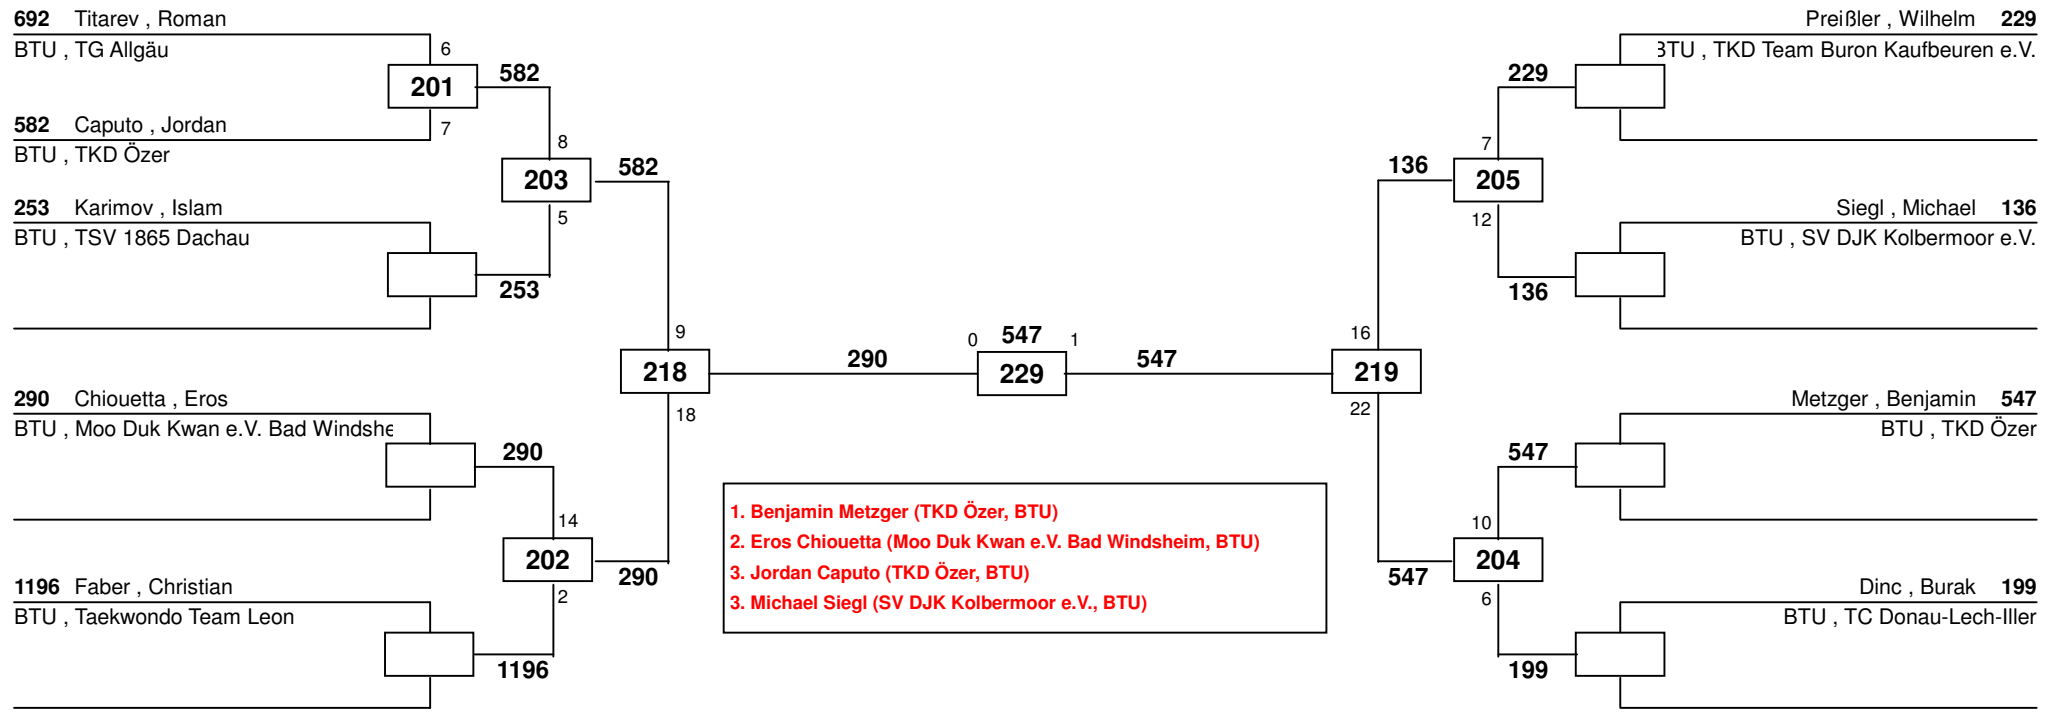 692 Titarev , Roman
BTU , TG Allgäu
6
201
582
582 Caputo , Jordan
7
BTU , TKD Özer
8
203
582
253 Karimov , Islam
5
BTU , TSV 1865 Dachau
253
9
218
290
18
290 Chiouetta , Eros
BTU , Moo Duk Kwan e.V. Bad Windshe
290
14
202
290
2
1196 Faber , Christian
BTU , Taekwondo Team Leon
1196
0 547 1
229
547
Preißler , Wilhelm 229
BTU , TKD Team Buron Kaufbeuren e.V.
229
7
136
205
12
Siegl , Michael 136
BTU , SV DJK Kolbermoor e.V.
136
16
219
22
Metzger , Benjamin 547
BTU , TKD Özer
547
10
204
547
6
Dinc , Burak 199
BTU , TC Donau-Lech-Iller
199
1. Benjamin Metzger (TKD Özer, BTU)
2. Eros Chiouetta (Moo Duk Kwan e.V. Bad Windsheim, BTU)
3. Jordan Caputo (TKD Özer, BTU)
3. Michael Siegl (SV DJK Kolbermoor e.V., BTU)